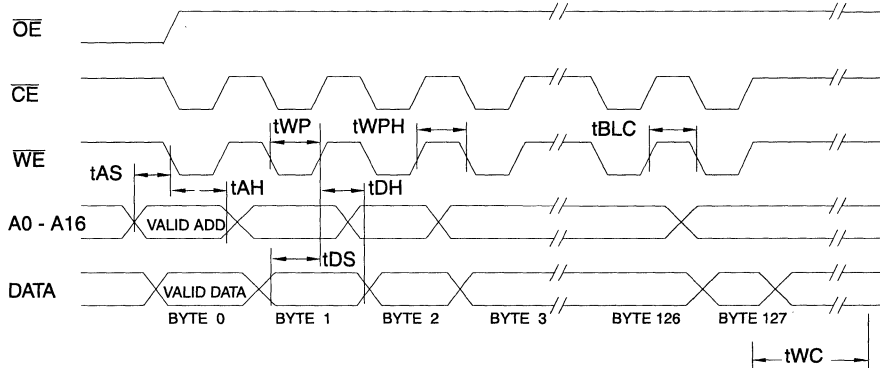 OE
CE
tWP
tWPH
tBLC
WE
tAS
tAH
tDH
A0 - A16
VALID ADD
tDS
DATA
VALID DATA
BYTE 0
BYTE 1
BYTE 2
BYTE 3
BYTE 126
BYTE 127
tWC